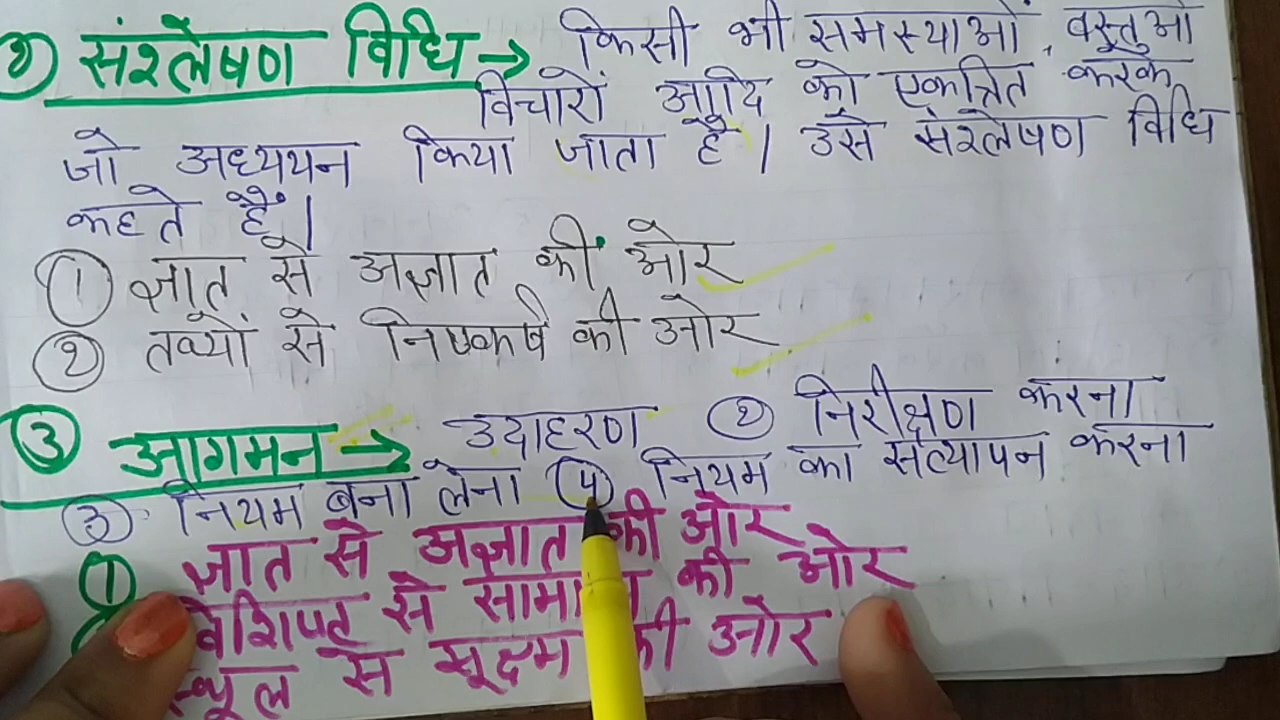 २) संश्लेषण विधि → किसी भी समस्याओं, वस्तुओ
विचारों आदि को एकत्रित करके
जो अध्ययन किया जाता है। उसे संश्लेषण विधि
कहते हैं।
① ज्ञात से अज्ञात की ओर
② तथ्यों से निष्कर्ष की ओर
③ आगमन → उदाहरण ② निरीक्षण करना
③ नियम बना लेना ④ नियम का सत्यापन करना
① ज्ञात से अज्ञात की ओर
विशिष्ट से की ओर
स्थूल से सूक्ष्म की ओर